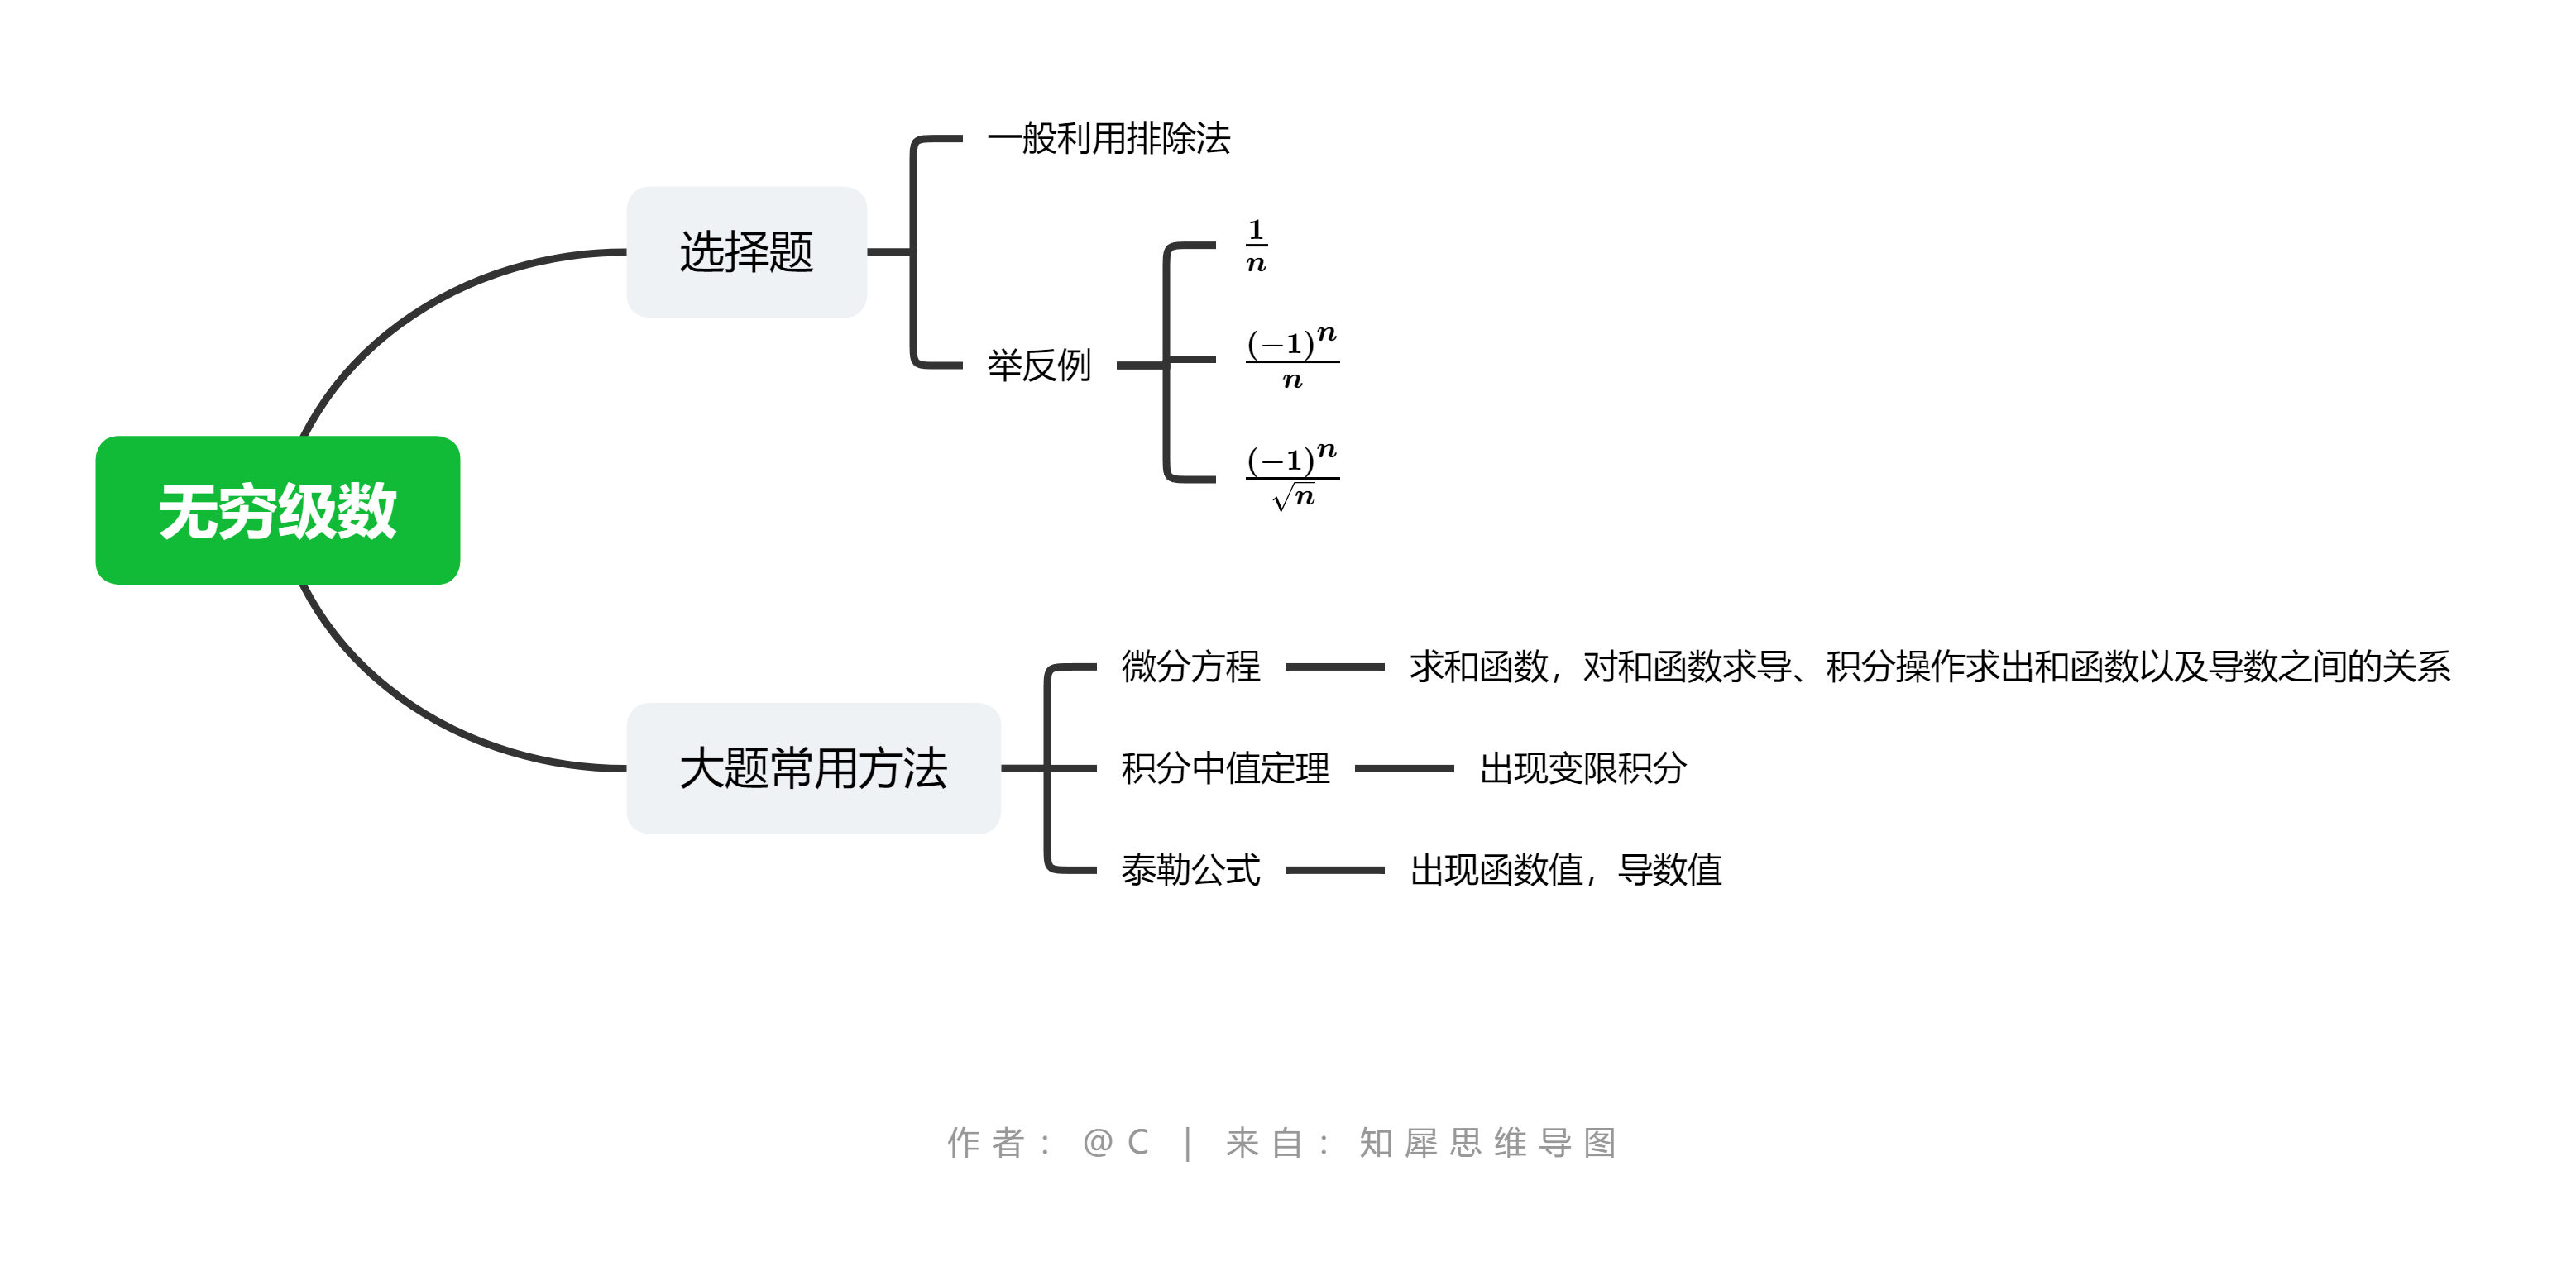 无穷级数
选择题
一般利用排除法
举反例
$\frac{1}{n}$
$\frac{(-1)^n}{n}$
$\frac{(-1)^n}{\sqrt{n}}$
大题常用方法
微分方程
求和函数，对和函数求导、积分操作求出和函数以及导数之间的关系
积分中值定理
出现变限积分
泰勒公式
出现函数值，导数值
作者：@C | 来自：知犀思维导图